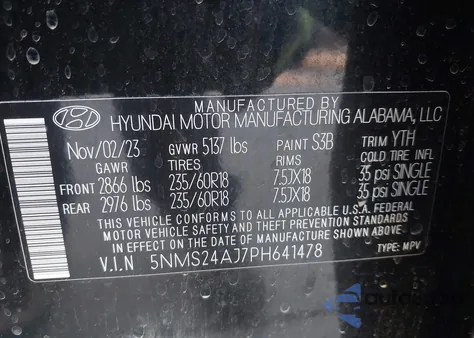 MANUFACTURED BY
HYUNDAI MOTOR MANUFACTURING ALABAMA, LLC
Nov/02/23 GVWR 5137 lbs PAINT S3B TRIM YTH
GAWR TIRES RIMS COLD TIRE INFL
FRONT 2866 lbs 235/60R18 7.5JX18 35 psi SINGLE
REAR 2976 lbs 235/60R18 7.5JX18 35 psi SINGLE
THIS VEHICLE CONFORMS TO ALL APPLICABLE U.S.A FEDERAL
MOTOR VEHICLE SAFETY AND THEFT PREVENTION STANDARDS
IN EFFECT ON THE DATE OF MANUFACTURE SHOWN ABOVE.
V.I.N 5NMS24AJ7PH641478 TYPE: MPV